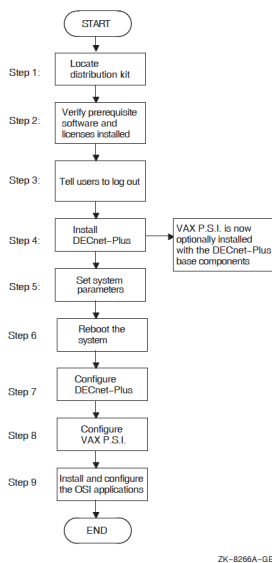 START
Step 1:
Locate
distribution kit
Step 2:
Verify prerequisite
software and
licenses installed
Step 3:
Tell users to log out
Step 4:
Install
DECnet-Plus
VAX P.S.I. is now
optionally installed
with the DECnet-Plus
base components
Step 5:
Set system
parameters
Step 6
Reboot the
system
Step 7
Configure
DECnet-Plus
Step 8
Configure
VAX P.S.I.
Step 9
Install and configure
the OSI applications
END
ZK-8266A-GE